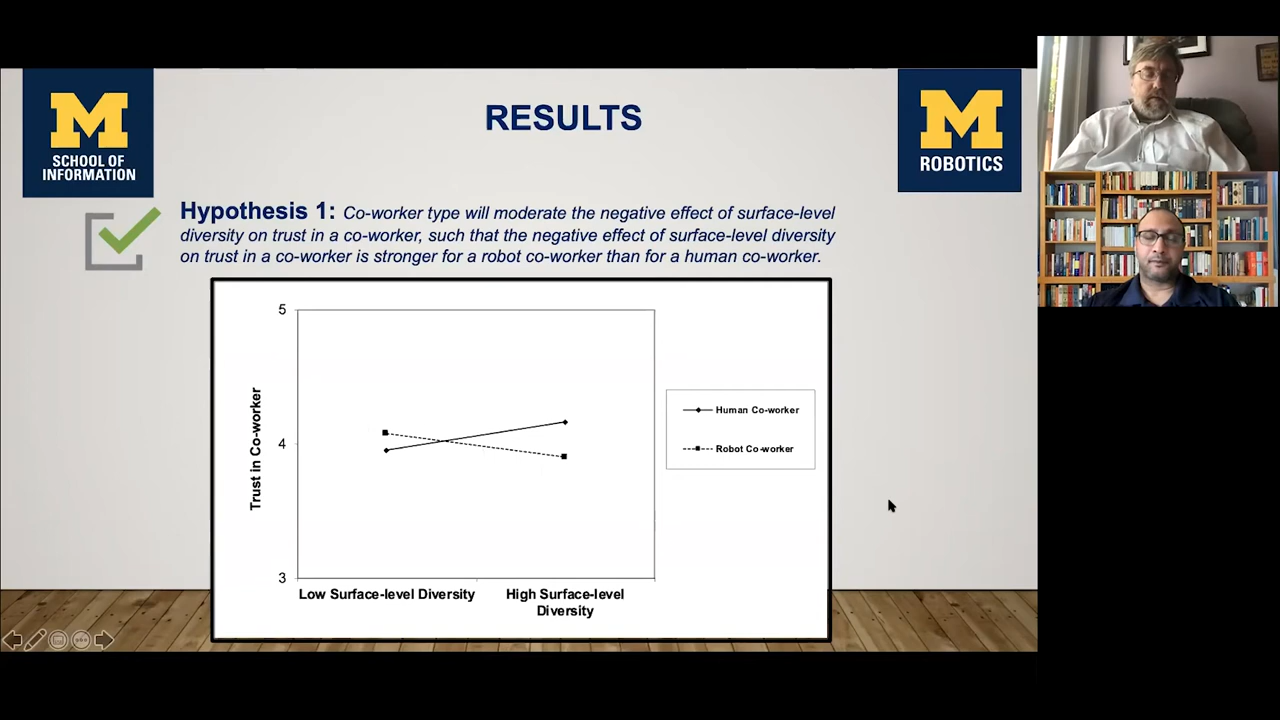 RESULTS
M
SCHOOL OF
INFORMATION
M
ROBOTICS
Hypothesis 1: Co-worker type will moderate the negative effect of surface-level
diversity on trust in a co-worker, such that the negative effect of surface-level diversity
on trust in a co-worker is stronger for a robot co-worker than for a human co-worker.
5
4
3
Trust in Co-worker
Low Surface-level Diversity
High Surface-level
Diversity
Human Co-worker
Robot Co-worker